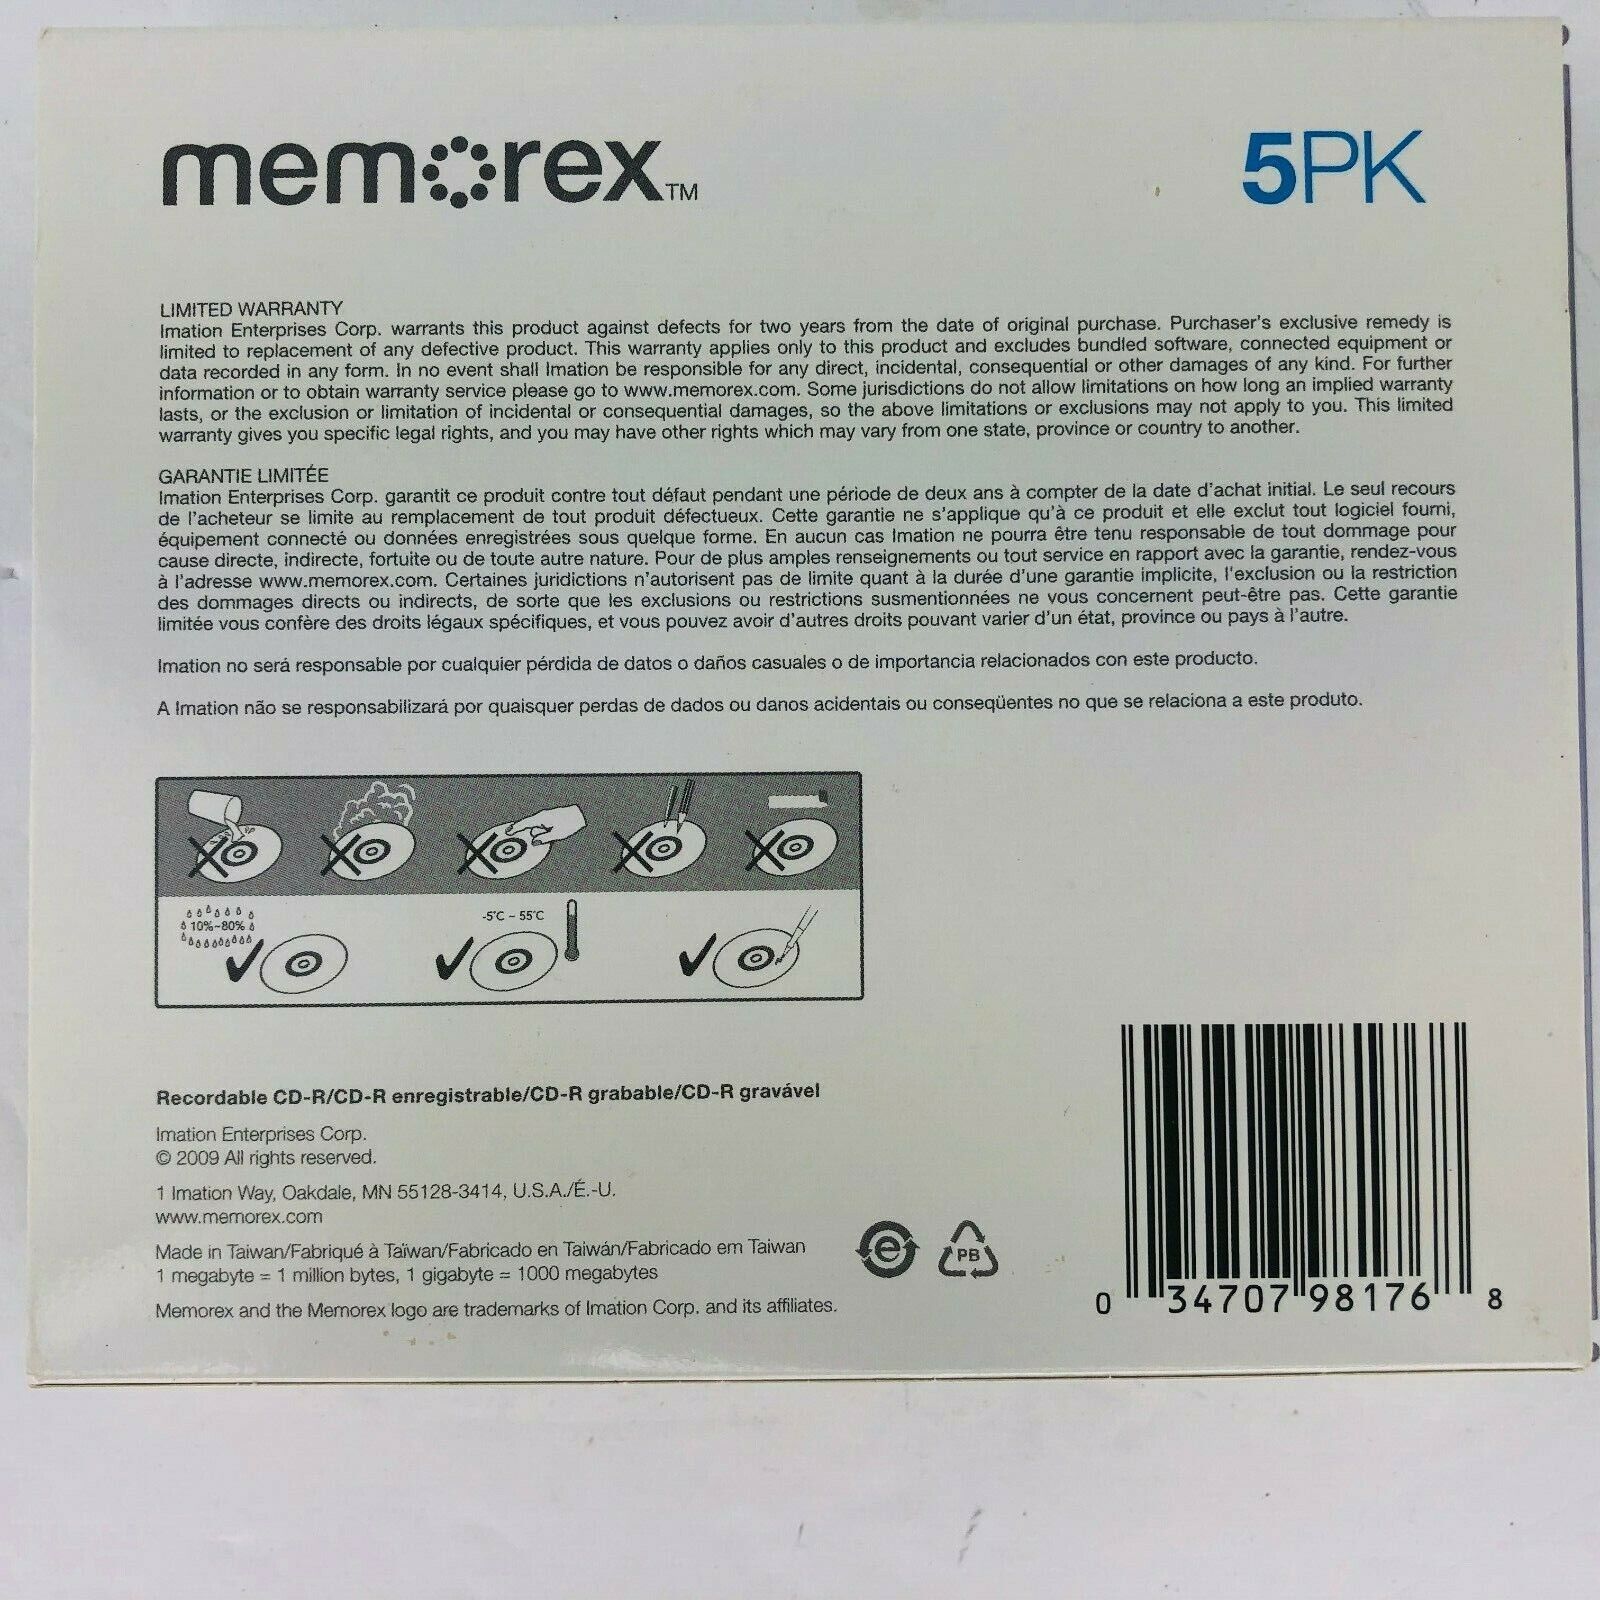 memorex™
5PK
LIMITED WARRANTY
Imation Enterprises Corp. warrants this product against defects for two years from the date of original purchase. Purchaser's exclusive remedy is
limited to replacement of any defective product. This warranty applies only to this product and excludes bundled software, connected equipment or
data recorded in any form. In no event shall Imation be responsible for any direct, incidental, consequential or other damages of any kind. For further
information or to obtain warranty service please go to www.memorex.com. Some jurisdictions do not allow limitations on how long an implied warranty
lasts, or the exclusion or limitation of incidental or consequential damages, so the above limitations or exclusions may not apply to you. This limited
warranty gives you specific legal rights, and you may have other rights which may vary from one state, province or country to another.
GARANTIE LIMITÉE
Imation Enterprises Corp. garantit ce produit contre tout défaut pendant une période de deux ans à compter de la date d'achat initial. Le seul recours
de l'acheteur se limite au remplacement de tout produit défectueux. Cette garantie ne s'applique qu'à ce produit et elle exclut tout logiciel fourni,
équipement connecté ou données enregistrées sous quelque forme. En aucun cas Imation ne pourra être tenu responsable de tout dommage pour
cause directe, indirecte, fortuite ou de toute autre nature. Pour de plus amples renseignements ou tout service en rapport avec la garantie, rendez-vous
à l'adresse www.memorex.com. Certaines juridictions n'autorisent pas de limite quant à la durée d'une garantie implicite, l'exclusion ou la restriction
des dommages directs ou indirects, de sorte que les exclusions ou restrictions susmentionnées ne vous concernent peut-être pas. Cette garantie
limitée vous confère des droits légaux spécifiques, et vous pouvez avoir d'autres droits pouvant varier d'un état, province ou pays à l'autre.
Imation no será responsable por cualquier pérdida de datos o daños casuales o de importancia relacionados con este producto.
A Imation não se responsabilizará por quaisquer perdas de dados ou danos acidentais ou conseqüentes no que se relaciona a este produto.
10%~80%
-5°C ~ 55°C
Recordable CD-R/CD-R enregistrable/CD-R grabable/CD-R gravável
Imation Enterprises Corp.
© 2009 All rights reserved.
1 Imation Way, Oakdale, MN 55128-3414, U.S.A./É.-U.
www.memorex.com
Made in Taiwan/Fabriqué à Taïwan/Fabricado en Taiwán/Fabricado em Taiwan
1 megabyte = 1 million bytes, 1 gigabyte = 1000 megabytes
Memorex and the Memorex logo are trademarks of Imation Corp. and its affiliates.
e
PB
0 34707 98176 8